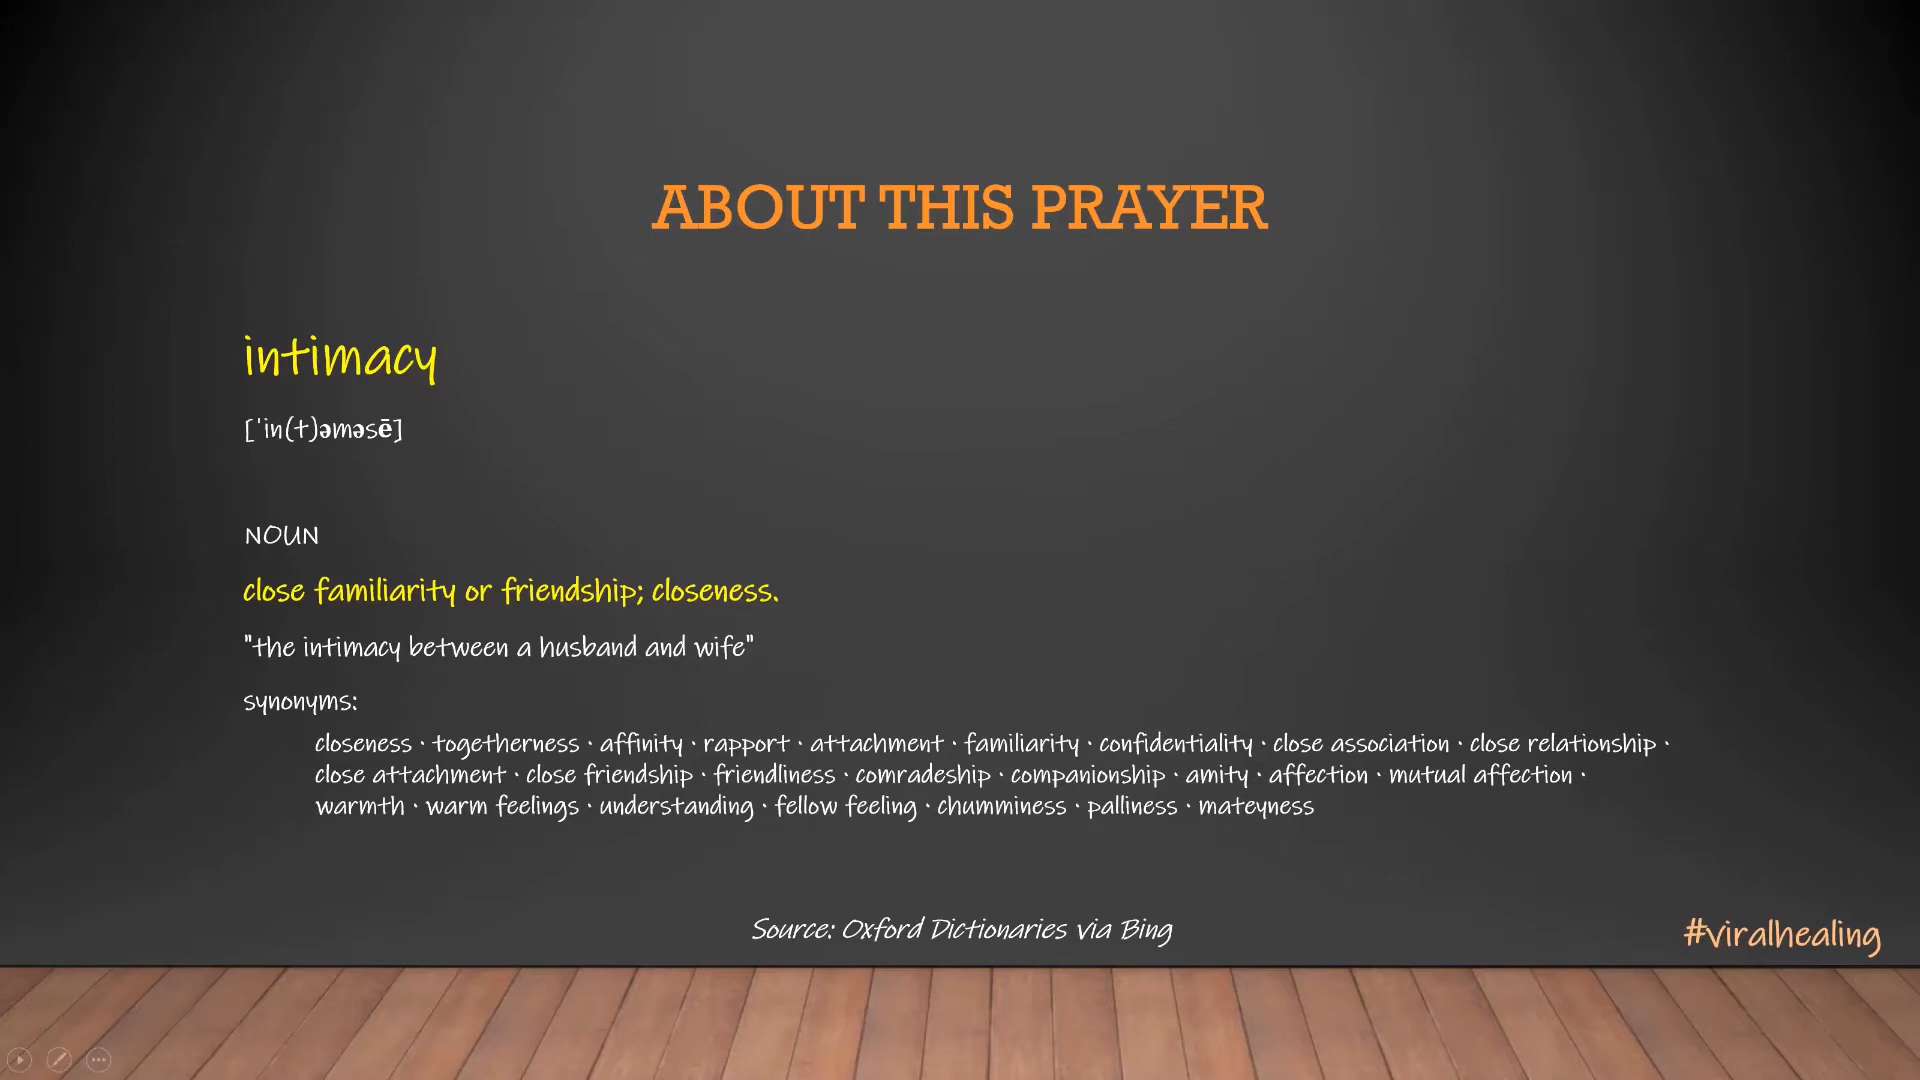 ABOUT THIS PRAYER
intimacy
[ˈin(t)əməsē]
NOUN
close familiarity or friendship; closeness.
"the intimacy between a husband and wife"
synonyms:
closeness · togetherness · affinity · rapport · attachment · familiarity · confidentiality · close association · close relationship ·
close attachment · close friendship · friendliness · comradeship · companionship · amity · affection · mutual affection ·
warmth · warm feelings · understanding · fellow feeling · chumminess · palliness · mateyness
Source: Oxford Dictionaries via Bing
#viralhealing